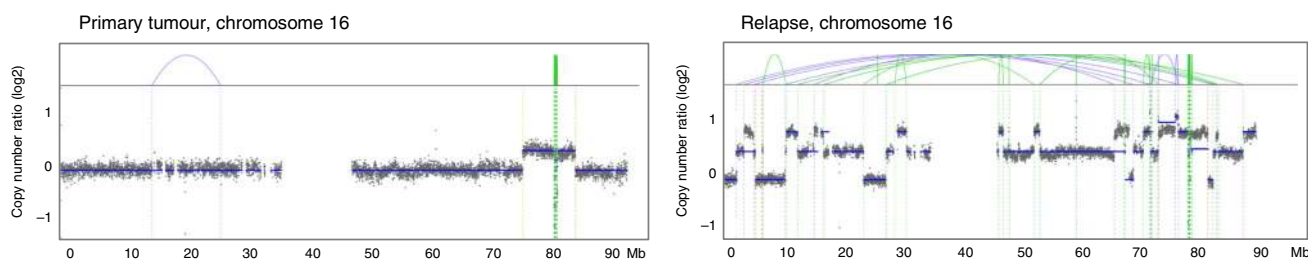 Primary tumour, chromosome 16
Copy number ratio (log2)
1
0
−1
0 10 20 30 40 50 60 70 80 90 Mb
Relapse, chromosome 16
Copy number ratio (log2)
1
0
−1
0 10 20 30 40 50 60 70 80 90 Mb